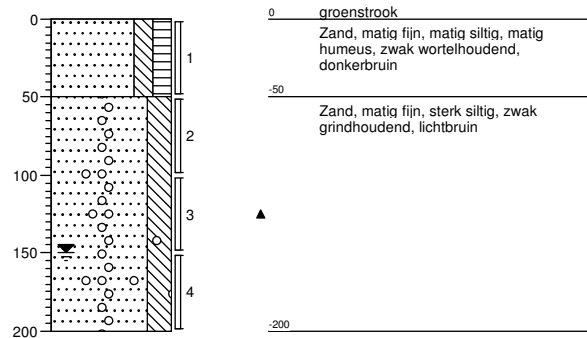 0
50
100
150
200
1
2
3
4
0
groenstrook
Zand, matig fijn, matig siltig, matig
humeus, zwak wortelhoudend,
donkerbruin
-50
Zand, matig fijn, sterk siltig, zwak
grindhoudend, lichtbruin
-200